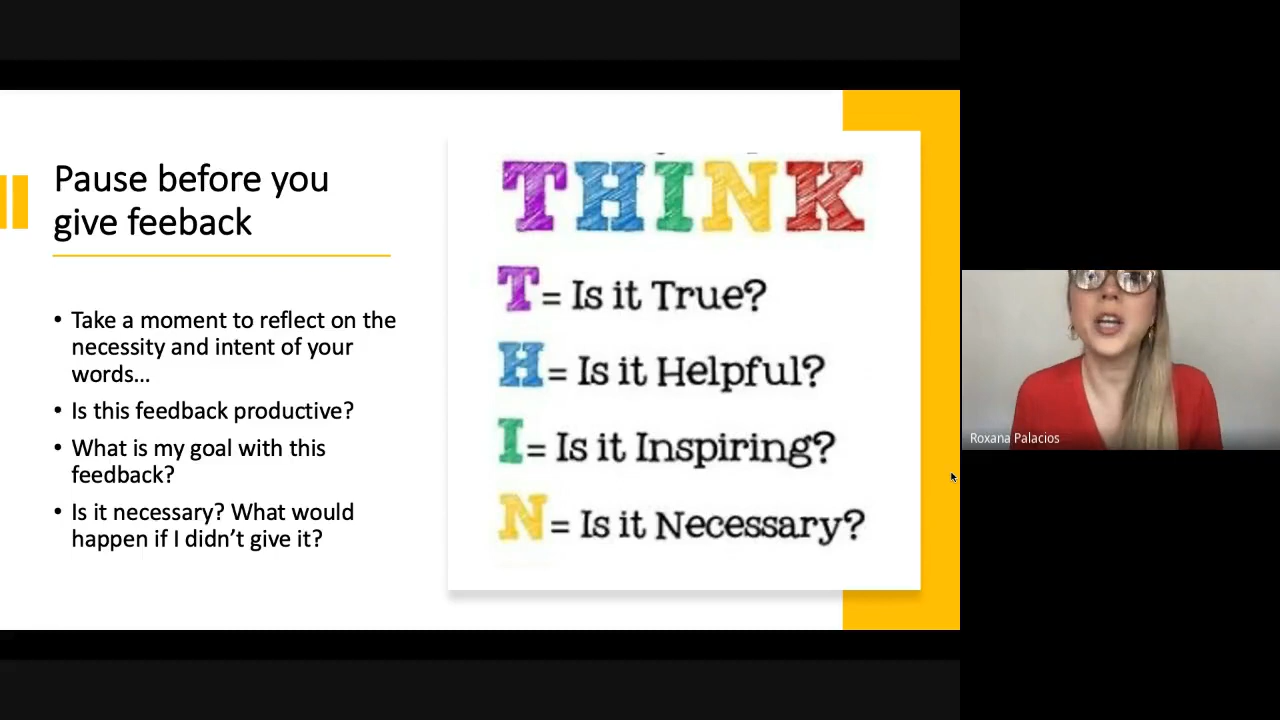 Pause before you
give feeback
• Take a moment to reflect on the
necessity and intent of your
words...
• Is this feedback productive?
• What is my goal with this
feedback?
• Is it necessary? What would
happen if I didn't give it?
THINK
T= Is it True?
H= Is it Helpful?
I= Is it Inspiring?
N= Is it Necessary?
Roxana Palacios